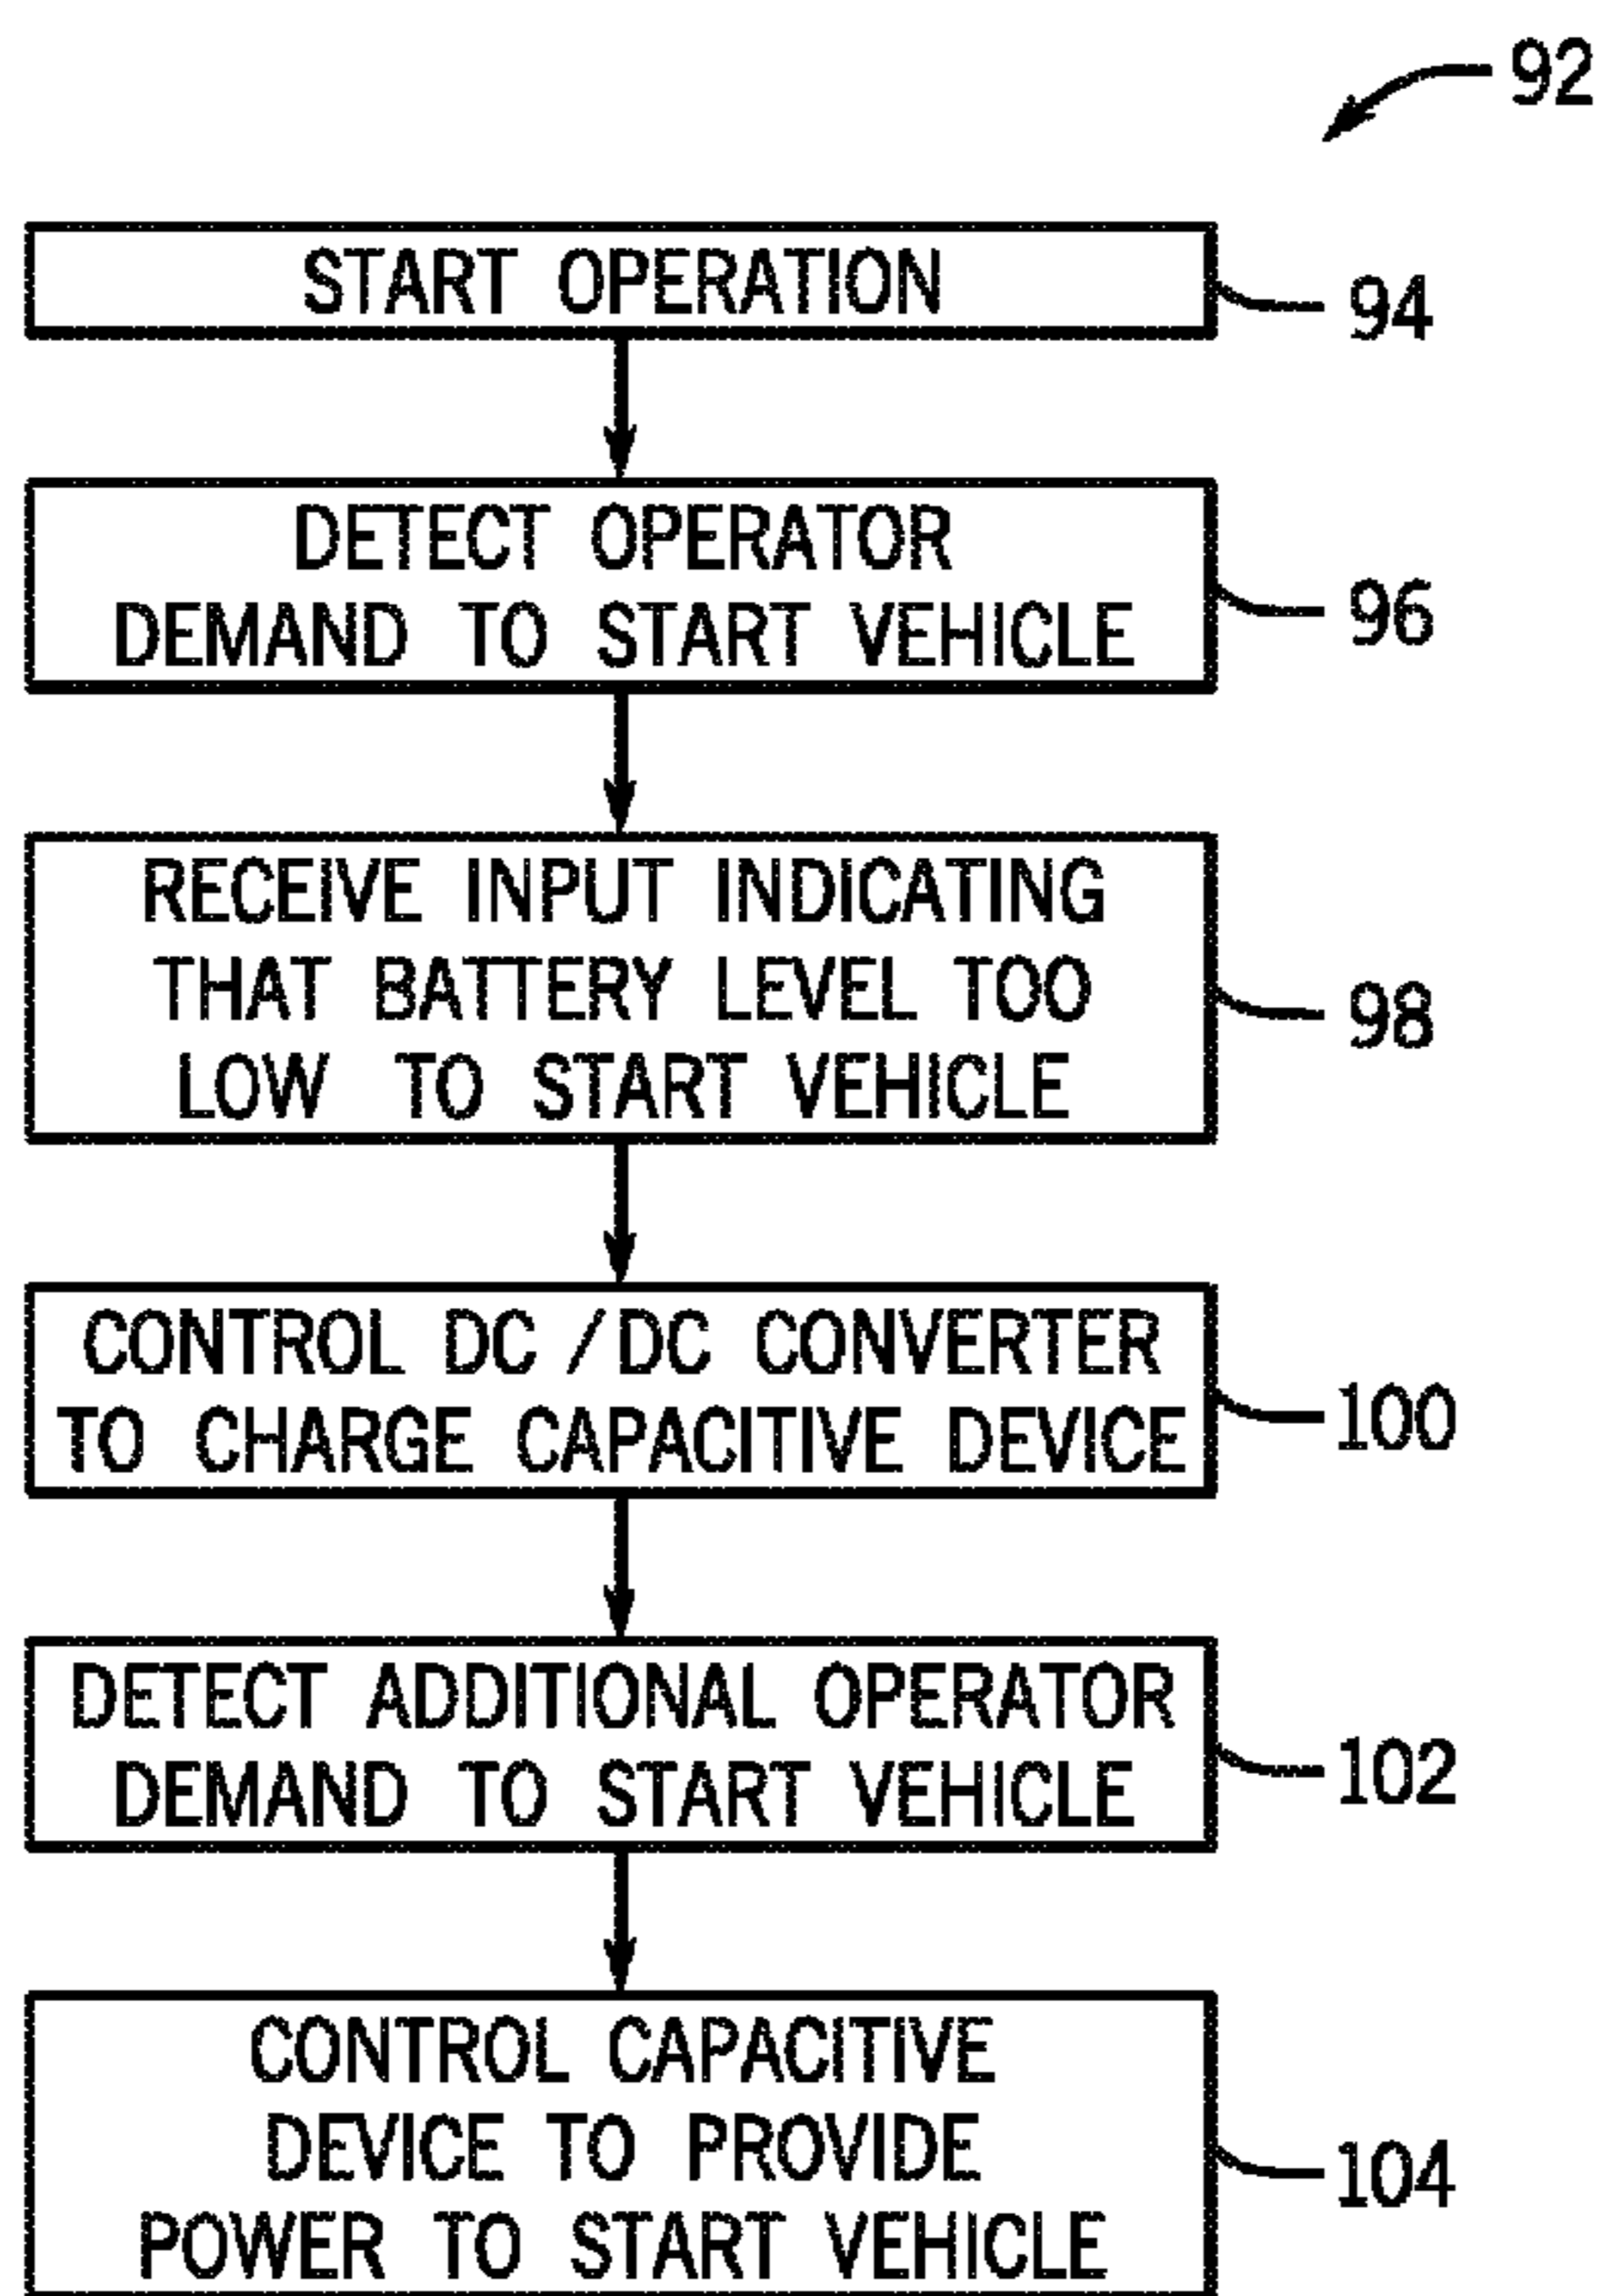 92
START OPERATION
94
DETECT OPERATOR
DEMAND TO START VEHICLE
96
RECEIVE INPUT INDICATING
THAT BATTERY LEVEL TOO
LOW TO START VEHICLE
98
CONTROL DC/DC CONVERTER
TO CHARGE CAPACITIVE DEVICE
100
DETECT ADDITIONAL OPERATOR
DEMAND TO START VEHICLE
102
CONTROL CAPACITIVE
DEVICE TO PROVIDE
POWER TO START VEHICLE
104